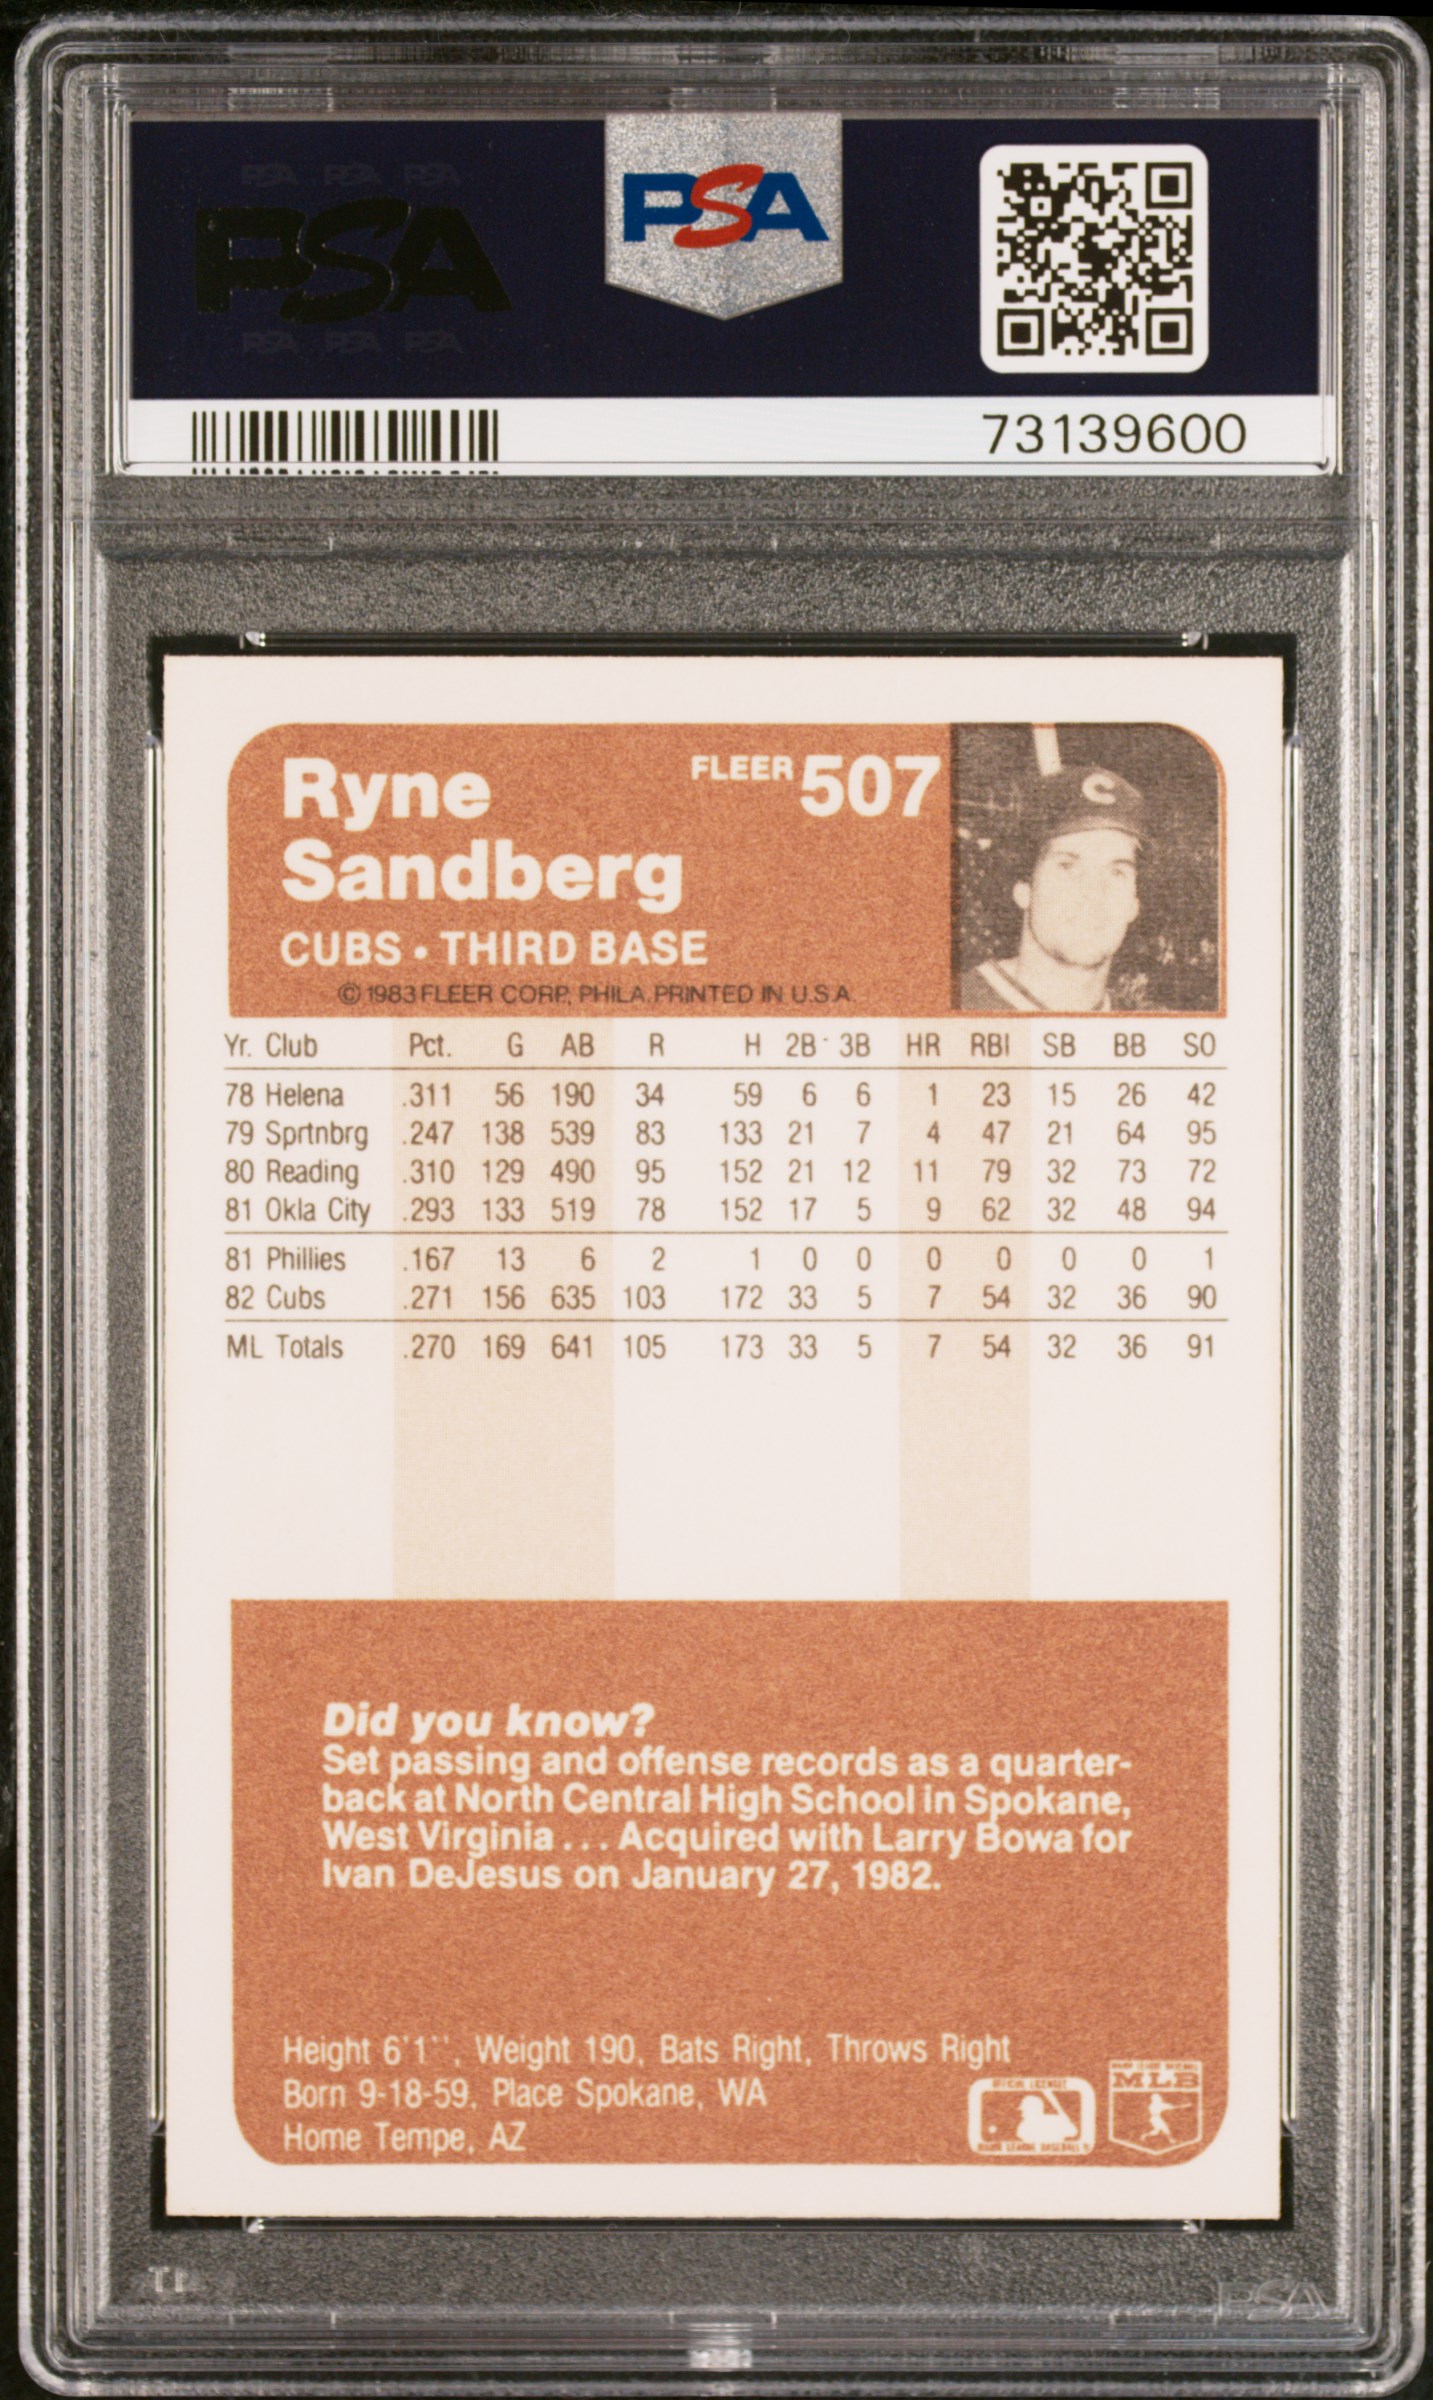 PSA PSA PSA
PSA
PSA PSA PSA
PSA
73139600
Ryne
Sandberg
FLEER 507
CUBS • THIRD BASE
© 1983 FLEER CORP., PHILA. PRINTED IN U.S.A.
Yr. Club Pct. G AB R H 2B 3B HR RBI SB BB SO
78 Helena .311 56 190 34 59 6 6 1 23 15 26 42
79 Sprtnbrg .247 138 539 83 133 21 7 4 47 21 64 95
80 Reading .310 129 490 95 152 21 12 11 79 32 73 72
81 Okla City .293 133 519 78 152 17 5 9 62 32 48 94
81 Phillies .167 13 6 2 1 0 0 0 0 0 0 1
82 Cubs .271 156 635 103 172 33 5 7 54 32 36 90
ML Totals .270 169 641 105 173 33 5 7 54 32 36 91
Did you know?
Set passing and offense records as a quarter-
back at North Central High School in Spokane,
West Virginia . . . Acquired with Larry Bowa for
Ivan DeJesus on January 27, 1982.
Height 6'1'', Weight 190, Bats Right, Throws Right
Born 9-18-59, Place Spokane, WA
Home Tempe, AZ
MLB
PSA